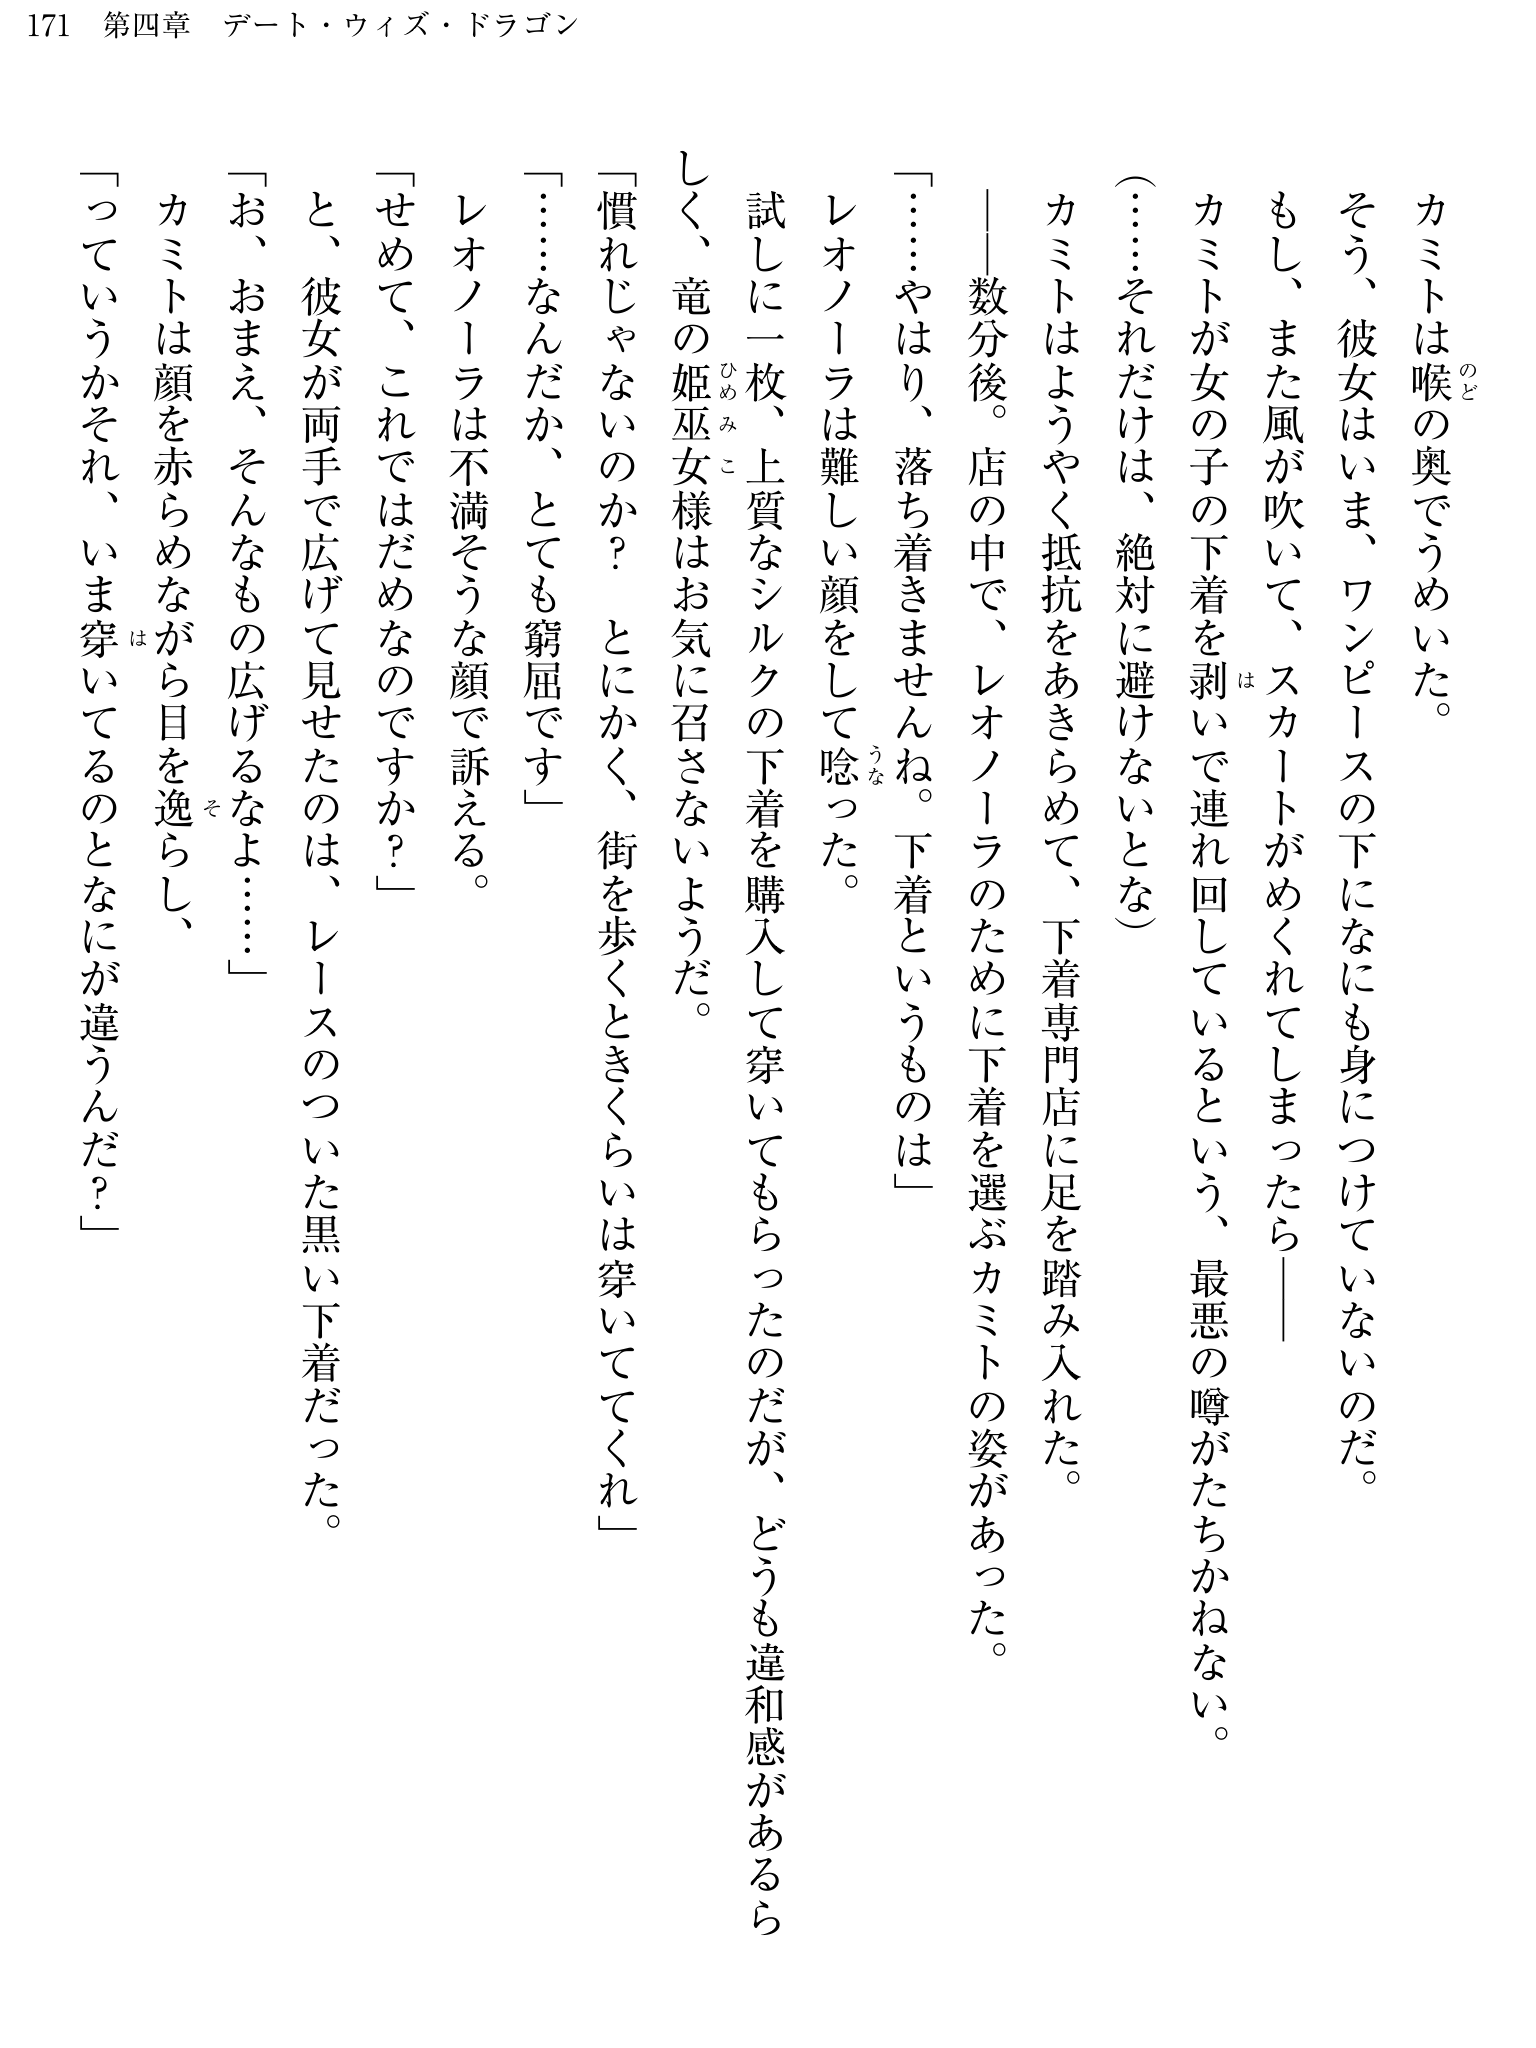 171　第四章　デート・ウィズ・ドラゴン
　カミトは喉の奥でうめいた。
　そう、彼女はいま、ワンピースの下になにも身につけていないのだ。
　もし、また風が吹いて、スカートがめくれてしまったら――
　カミトが女の子の下着を剥いで連れ回しているという、最悪の噂がたちかねない。
（……それだけは、絶対に避けないとな）
　カミトはようやく抵抗をあきらめて、下着専門店に足を踏み入れた。
　――数分後。店の中で、レオノーラのために下着を選ぶカミトの姿があった。
「……やはり、落ち着きませんね。下着というものは」
　レオノーラは難しい顔をして唸った。
　試しに一枚、上質なシルクの下着を購入して穿いてもらったのだが、どうも違和感があるら
しく、竜の姫巫女様はお気に召さないようだ。
「慣れじゃないのか？　とにかく、街を歩くときくらいは穿いててくれ」
「……なんだか、とても窮屈です」
　レオノーラは不満そうな顔で訴える。
「せめて、これではだめなのですか？」
　と、彼女が両手で広げて見せたのは、レースのついた黒い下着だった。
「お、おまえ、そんなもの広げるなよ……」
　カミトは顔を赤らめながら目を逸らし、
「っていうかそれ、いま穿いてるのとなにが違うんだ？」